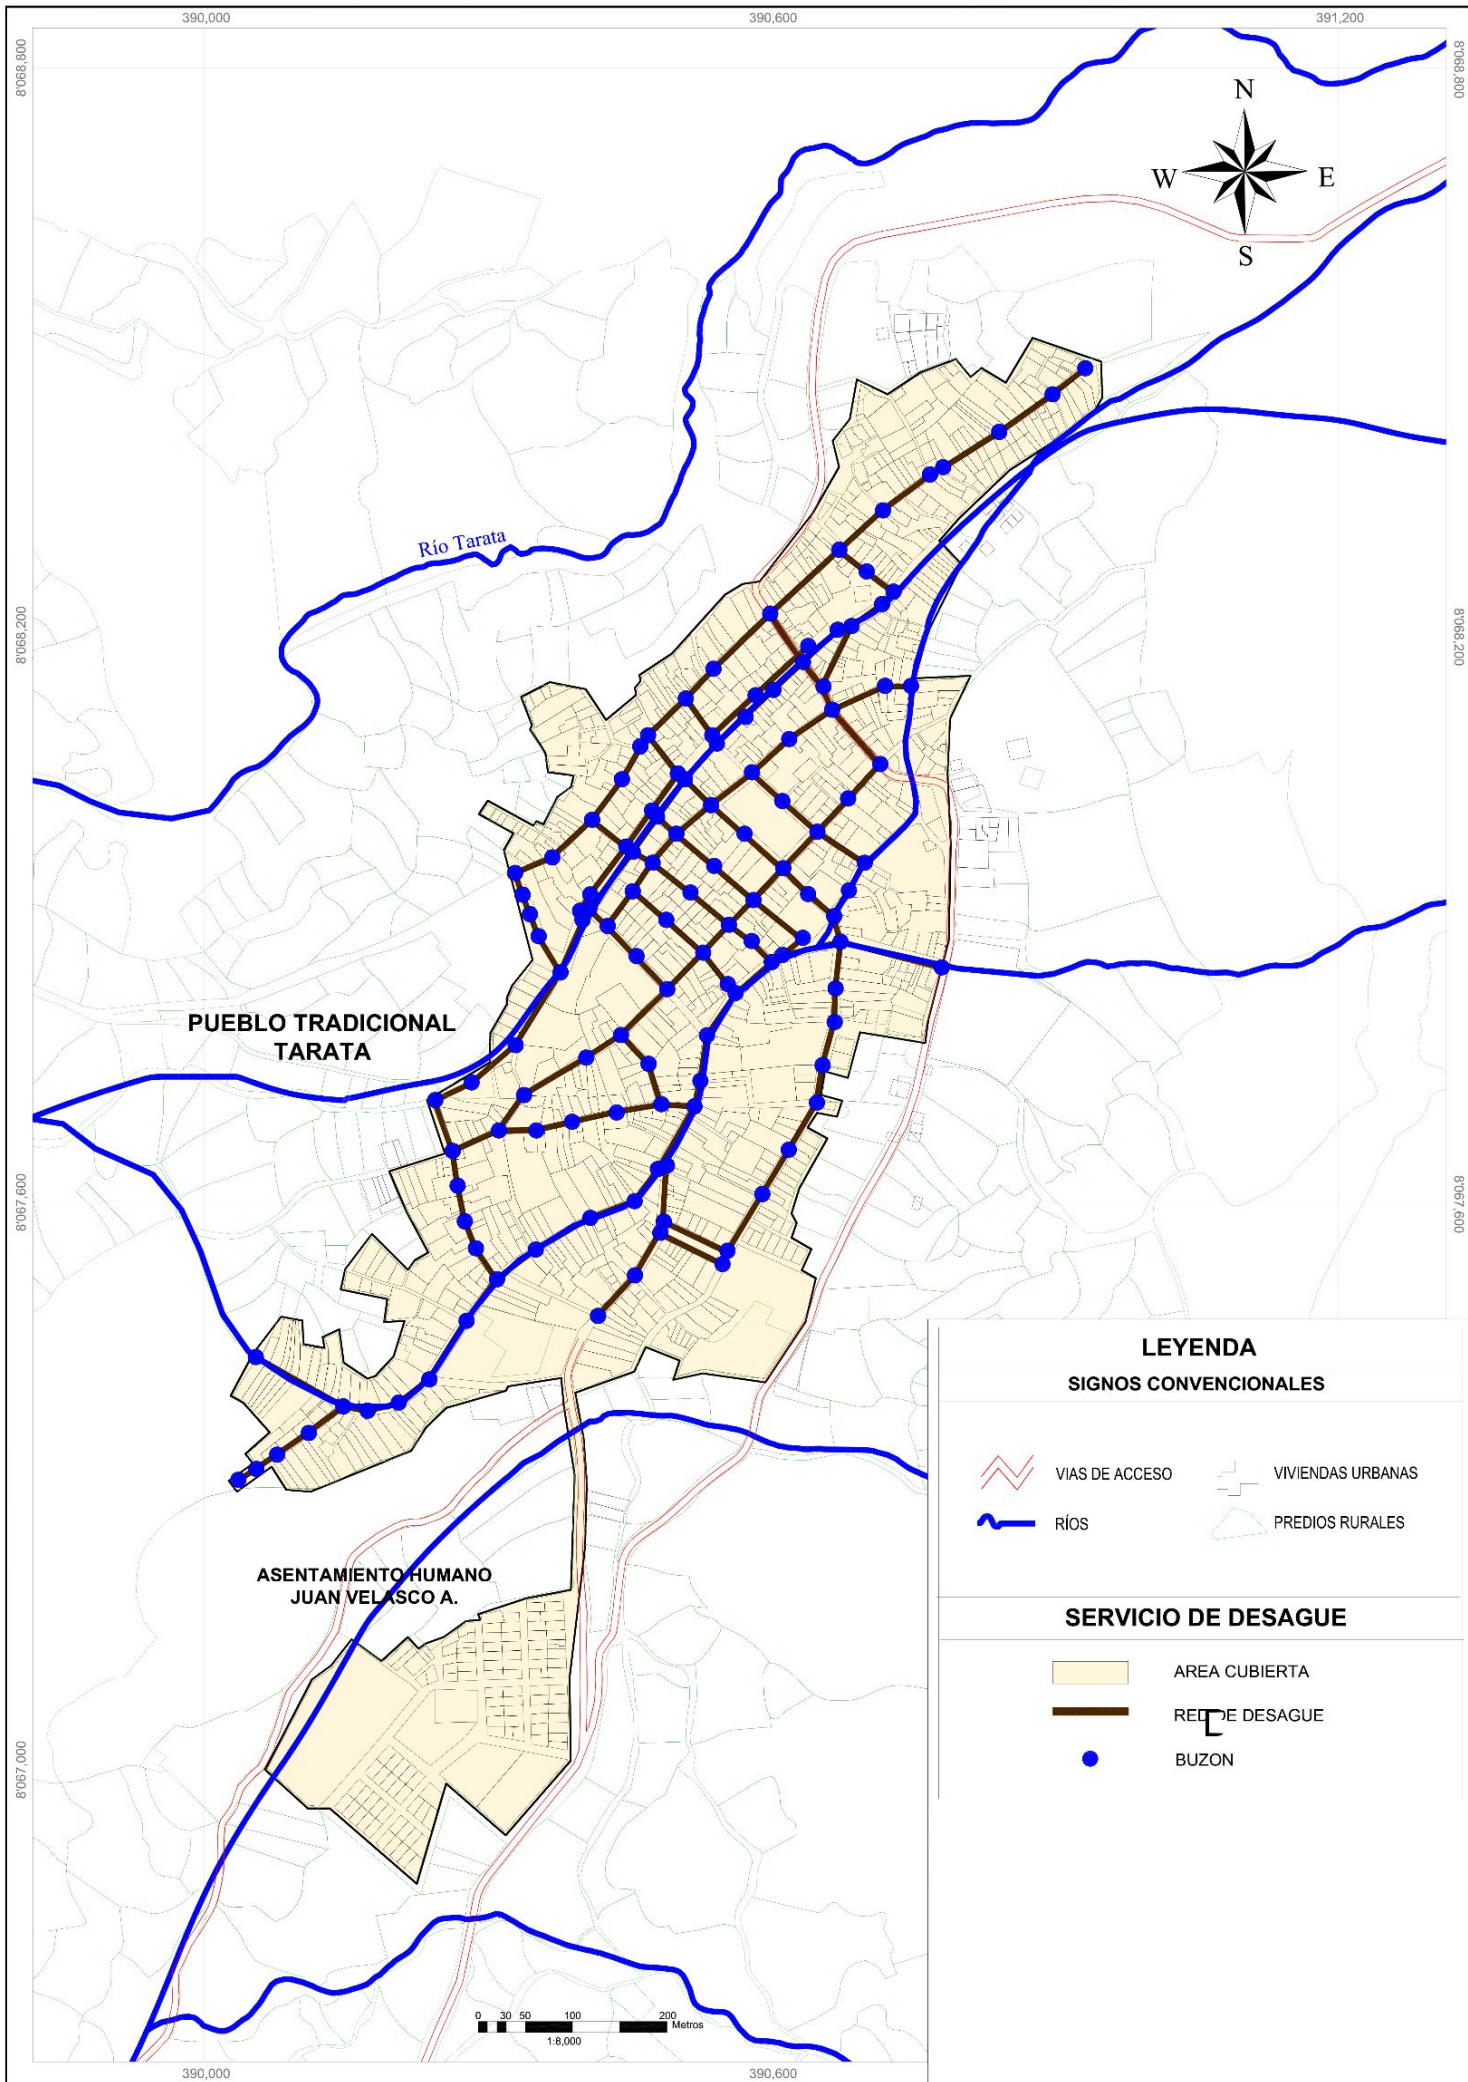 390,000
390,600
391,200
8'068,800
8'068,800
N
W
E
S
Río Tarata
8'068,200
8'068,200
PUEBLO TRADICIONAL
TARATA
8'067,600
8'067,600
LEYENDA
SIGNOS CONVENCIONALES
VIAS DE ACCESO
VIVIENDAS URBANAS
RÍOS
PREDIOS RURALES
ASENTAMIENTO HUMANO
JUAN VELASCO A.
SERVICIO DE DESAGUE
AREA CUBIERTA
RED DE DESAGUE
BUZON
8'067,000
0 30 50 100 200
Metros
1:8,000
390,000
390,600